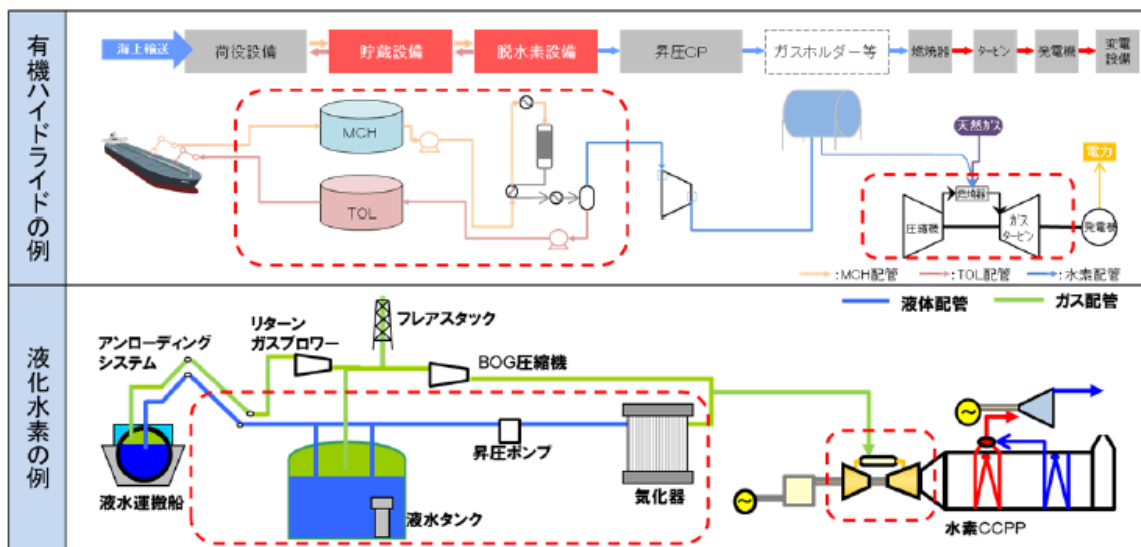 有機ハイドライドの例
海上輸送
荷役設備
貯蔵設備
脱水素設備
昇圧CP
ガスホルダー等
燃焼器
タービン
発電機
変電
設備
MCH
TOL
天然ガス
電力
燃焼器
圧縮機
ガス
タービン
発電機
:MCH配管
:TOL配管
:水素配管
液化水素の例
液体配管
ガス配管
アンローディング
システム
リターン
ガスブロワー
フレアスタック
BOG圧縮機
昇圧ポンプ
気化器
液水運搬船
液水タンク
水素CCPP